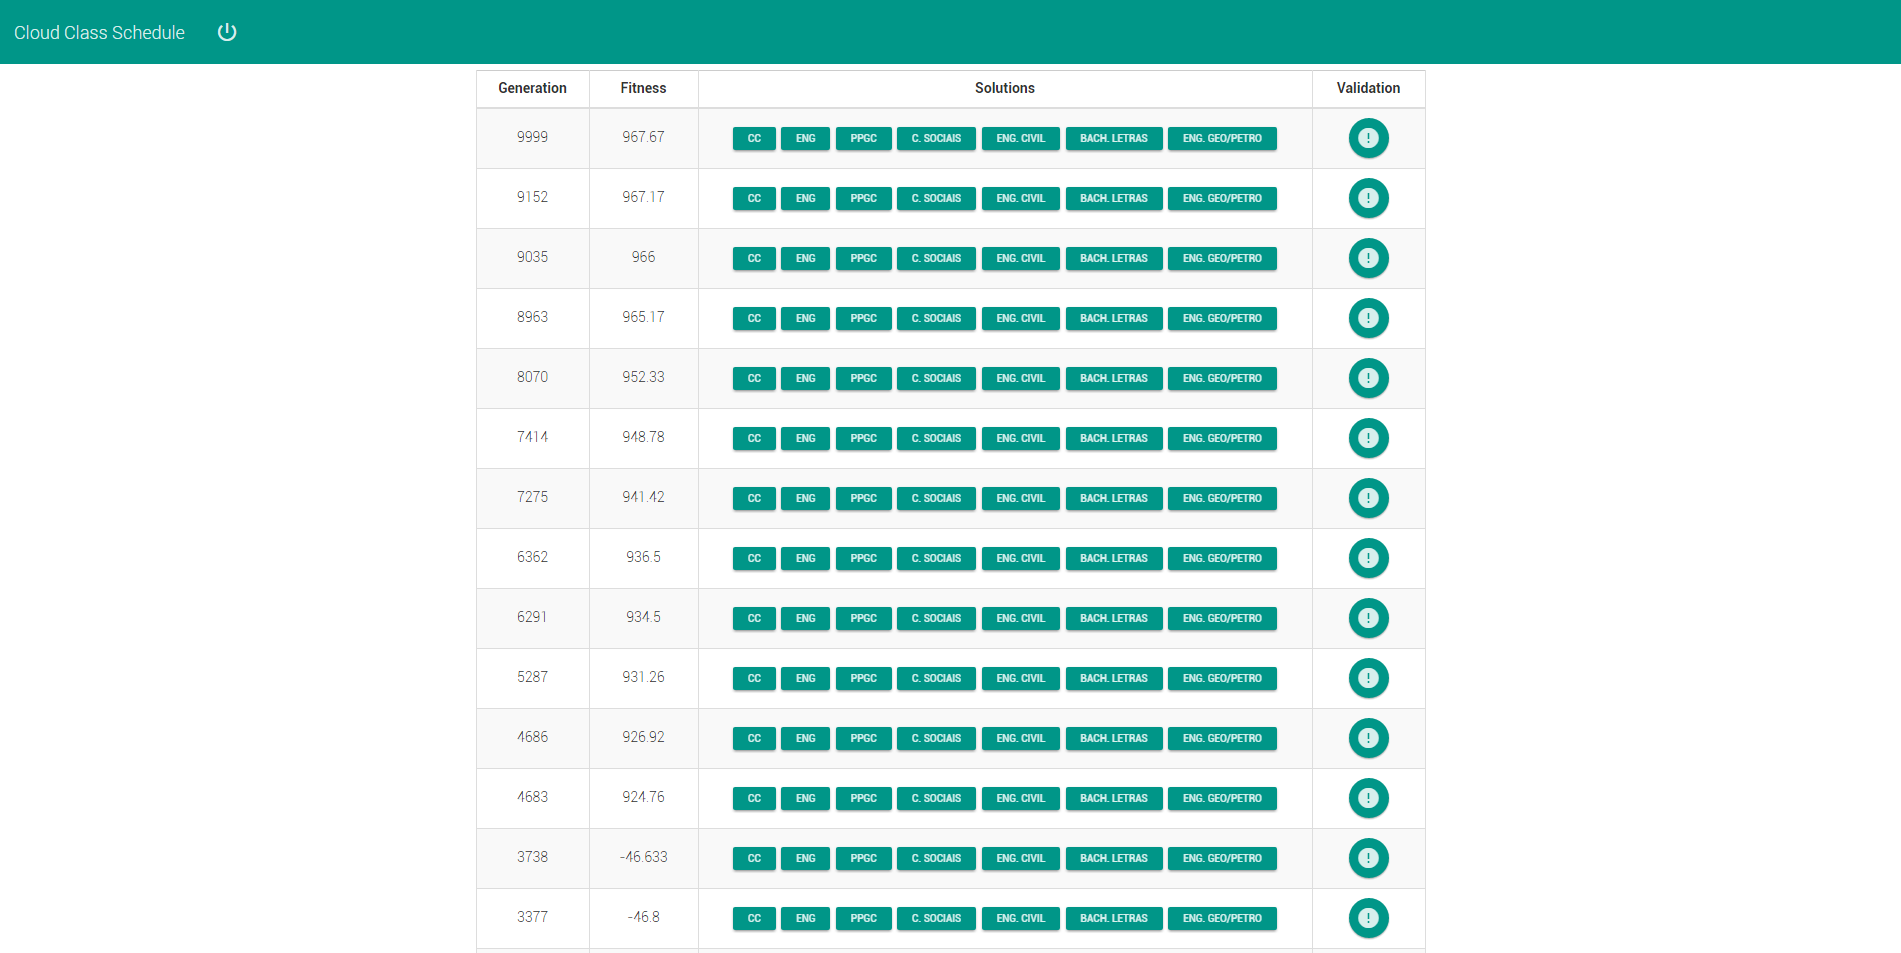 Cloud Class Schedule
Generation Fitness Solutions Validation
9999 967.67 CC ENG PPGC C. SOCIAIS ENG. CIVIL BACH. LETRAS ENG. GEO/PETRO
9152 967.17 CC ENG PPGC C. SOCIAIS ENG. CIVIL BACH. LETRAS ENG. GEO/PETRO
9035 966 CC ENG PPGC C. SOCIAIS ENG. CIVIL BACH. LETRAS ENG. GEO/PETRO
8963 965.17 CC ENG PPGC C. SOCIAIS ENG. CIVIL BACH. LETRAS ENG. GEO/PETRO
8070 952.33 CC ENG PPGC C. SOCIAIS ENG. CIVIL BACH. LETRAS ENG. GEO/PETRO
7414 948.78 CC ENG PPGC C. SOCIAIS ENG. CIVIL BACH. LETRAS ENG. GEO/PETRO
7275 941.42 CC ENG PPGC C. SOCIAIS ENG. CIVIL BACH. LETRAS ENG. GEO/PETRO
6362 936.5 CC ENG PPGC C. SOCIAIS ENG. CIVIL BACH. LETRAS ENG. GEO/PETRO
6291 934.5 CC ENG PPGC C. SOCIAIS ENG. CIVIL BACH. LETRAS ENG. GEO/PETRO
5287 931.26 CC ENG PPGC C. SOCIAIS ENG. CIVIL BACH. LETRAS ENG. GEO/PETRO
4686 926.92 CC ENG PPGC C. SOCIAIS ENG. CIVIL BACH. LETRAS ENG. GEO/PETRO
4683 924.76 CC ENG PPGC C. SOCIAIS ENG. CIVIL BACH. LETRAS ENG. GEO/PETRO
3738 -46.633 CC ENG PPGC C. SOCIAIS ENG. CIVIL BACH. LETRAS ENG. GEO/PETRO
3377 -46.8 CC ENG PPGC C. SOCIAIS ENG. CIVIL BACH. LETRAS ENG. GEO/PETRO